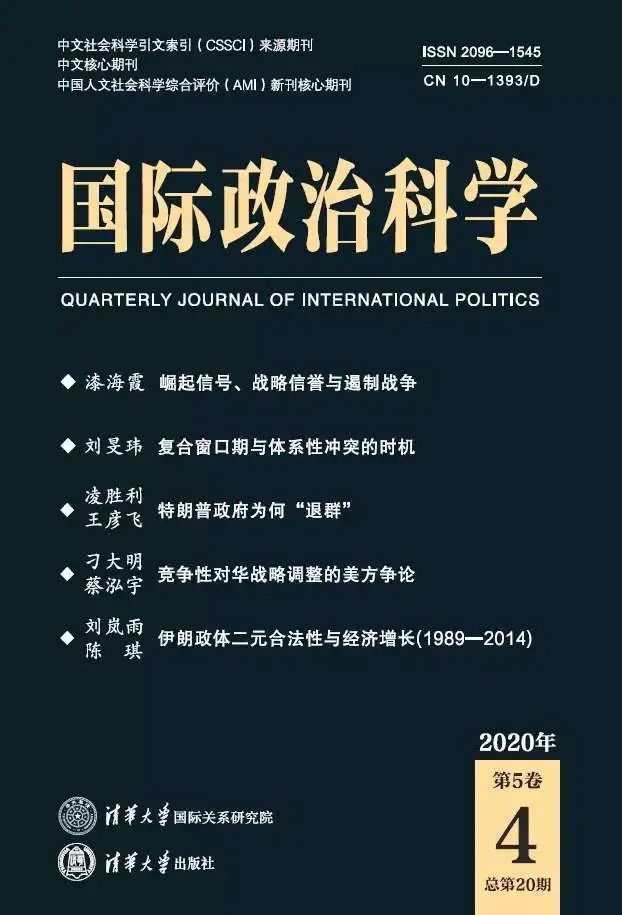 中文社会科学引文索引（CSSCI）来源期刊
中文核心期刊
中国人文社会科学综合评价（AMI）新刊核心期刊
ISSN 2096—1545
CN 10—1393/D
国际政治科学
QUARTERLY JOURNAL OF INTERNATIONAL POLITICS
◆ 漆海霞 崛起信号、战略信誉与遏制战争
◆ 刘旻玮 复合窗口期与体系性冲突的时机
◆ 凌胜利 王彦飞 特朗普政府为何“退群”
◆ 刁大明 蔡泓宇 竞争性对华战略调整的美方争论
◆ 刘岚雨 陈琪 伊朗政体二元合法性与经济增长(1989—2014)
2020年
第5卷
4
总第20期
清华大学国际关系研究院
清华大学出版社